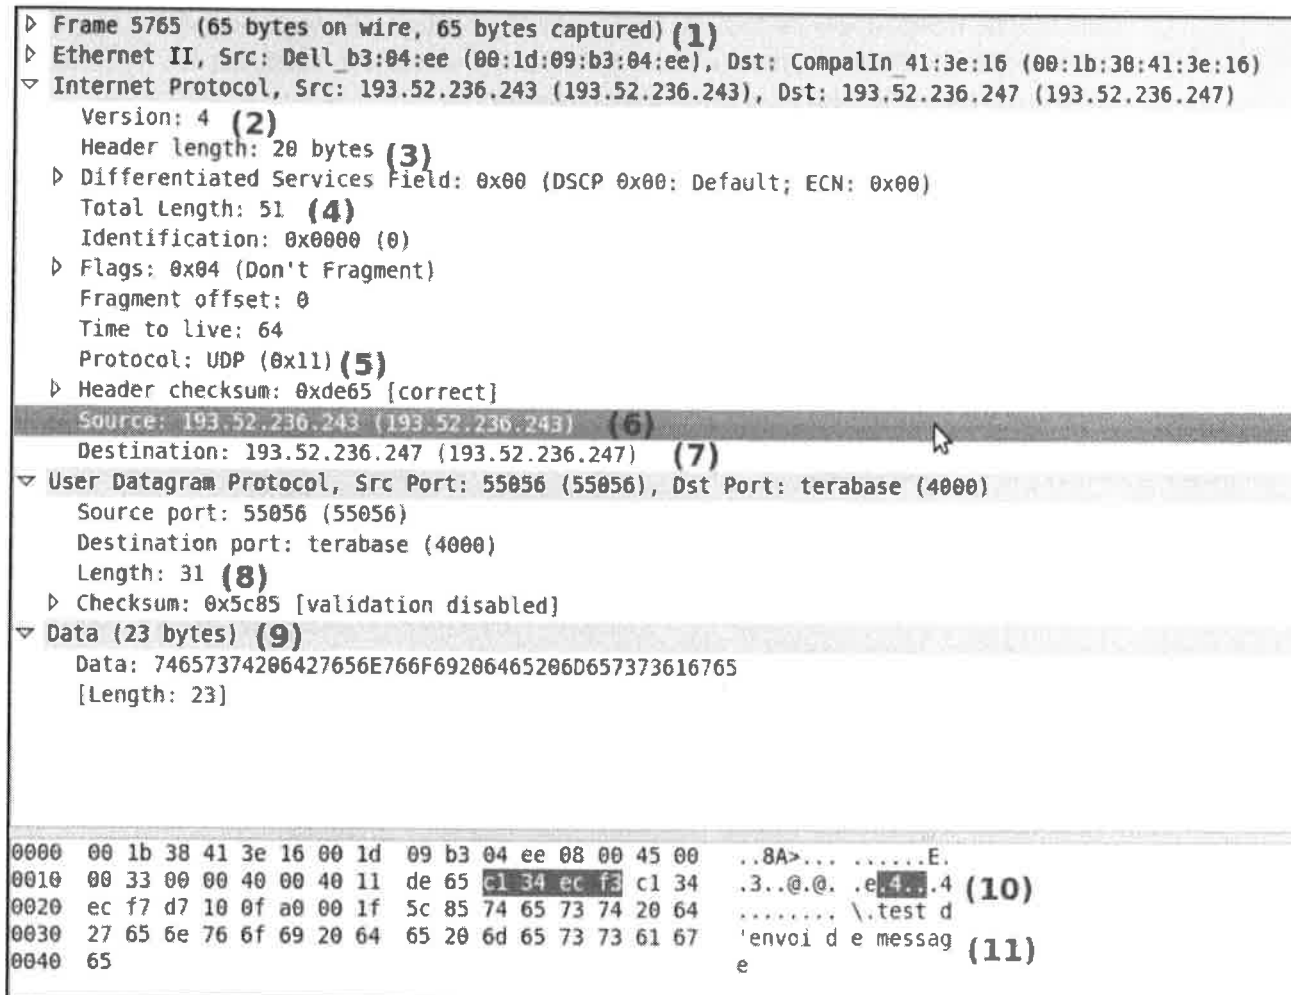 Frame 5765 (65 bytes on wire, 65 bytes captured) (1)
Ethernet II, Src: Dell_b3:04:ee (00:1d:09:b3:04:ee), Dst: CompalIn_41:3e:16 (00:1b:38:41:3e:16)
Internet Protocol, Src: 193.52.236.243 (193.52.236.243), Dst: 193.52.236.247 (193.52.236.247)
Version: 4 (2)
Header length: 20 bytes (3)
Differentiated Services Field: 0x00 (DSCP 0x00: Default; ECN: 0x00)
Total Length: 51 (4)
Identification: 0x0000 (0)
Flags: 0x04 (Don't Fragment)
Fragment offset: 0
Time to live: 64
Protocol: UDP (0x11) (5)
Header checksum: 0xde65 [correct]
Source: 193.52.236.243 (193.52.236.243) (6)
Destination: 193.52.236.247 (193.52.236.247) (7)
User Datagram Protocol, Src Port: 55056 (55056), Dst Port: terabase (4000)
Source port: 55056 (55056)
Destination port: terabase (4000)
Length: 31 (8)
Checksum: 0x5c85 [validation disabled]
Data (23 bytes) (9)
Data: 74657374206427656E766F69206465206D657373616765
[Length: 23]
0000 00 1b 38 41 3e 16 00 1d 09 b3 04 ee 08 00 45 00 ..8A>... ......E.
0010 00 33 00 00 40 00 40 11 de 65 c1 34 ec f3 c1 34 .3..@.@. .e.4...4 (10)
0020 ec f7 d7 10 0f a0 00 1f 5c 85 74 65 73 74 20 64 ........ \.test d
0030 27 65 6e 76 6f 69 20 64 65 20 6d 65 73 73 61 67 'envoi d e messag (11)
0040 65 e